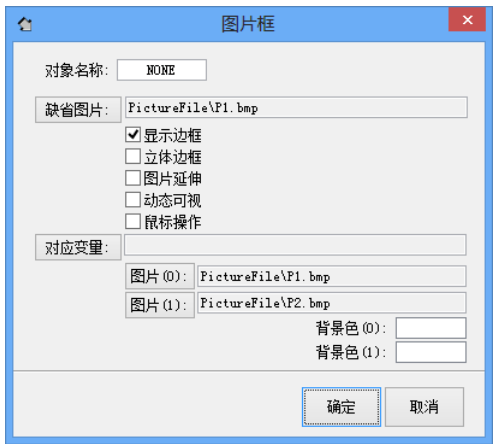 图片框
对象名称: NONE
缺省图片: PictureFile\P1.bmp
显示边框
立体边框
图片延伸
动态可视
鼠标操作
对应变量:
图片(0): PictureFile\P1.bmp
图片(1): PictureFile\P2.bmp
背景色(0):
背景色(1):
确定 取消